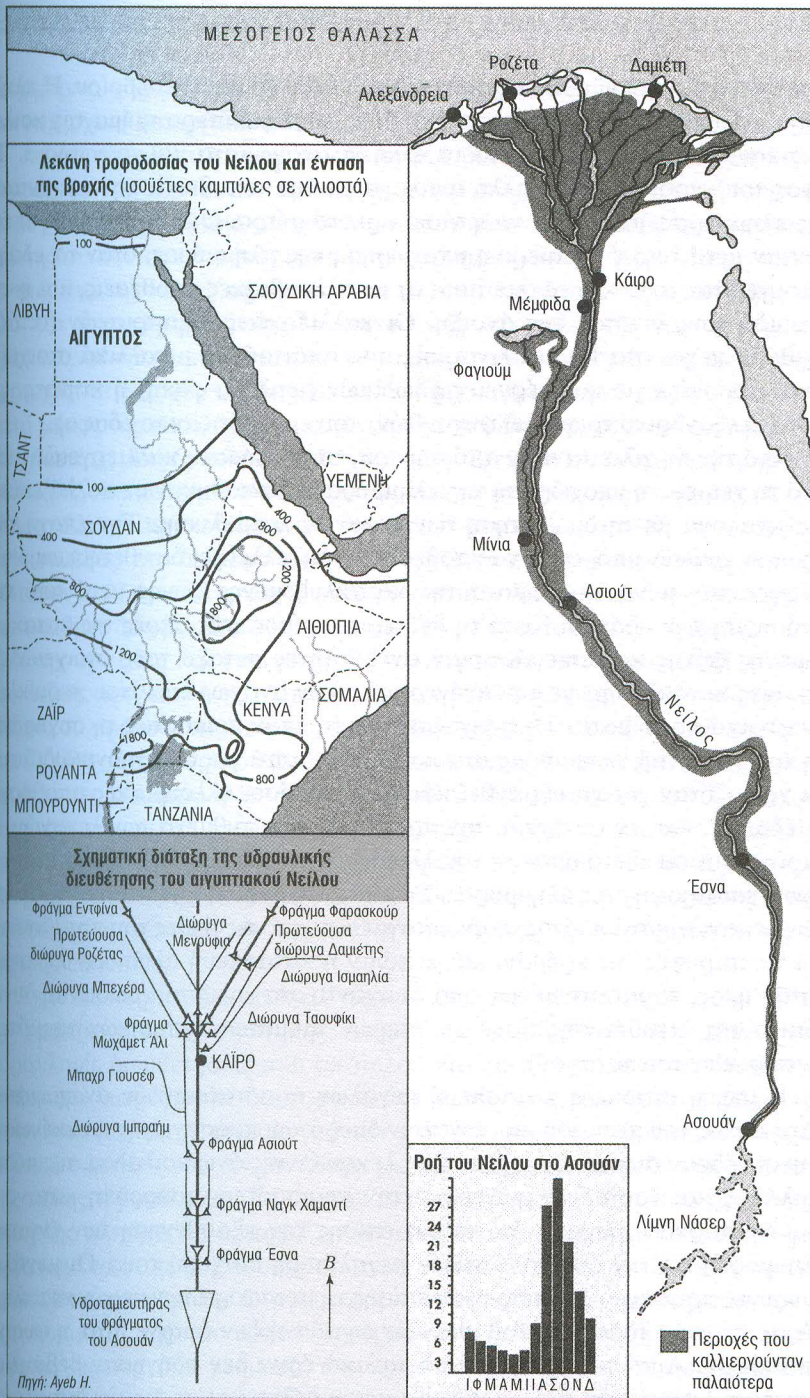 ΜΕΣΟΓΕΙΟΣ ΘΑΛΑΣΣΑ
Ροζέτα
Δαμιέτη
Αλεξάνδρεια
Κάιρο
Μέμφιδα
Φαγιούμ
Μίνια
Ασιούτ
Νείλος
Έσνα
Ασουάν
Λίμνη Νάσερ
Λεκάνη τροφοδοσίας του Νείλου και ένταση
της βροχής (ισοϋέτιες καμπύλες σε χιλιοστά)
100
ΛΙΒΥΗ
ΣΑΟΥΔΙΚΗ ΑΡΑΒΙΑ
ΑΙΓΥΠΤΟΣ
ΤΣΑΝΤ
100
ΥΕΜΕΝΗ
ΣΟΥΔΑΝ
400
800
400
1200
800
1800
ΑΙΘΙΟΠΙΑ
1200
ΣΟΜΑΛΙΑ
ΖΑΪΡ
ΚΕΝΥΑ
1800
ΡΟΥΑΝΤΑ
800
ΜΠΟΥΡΟΥΝΤΙ
ΤΑΝΖΑΝΙΑ
Σχηματική διάταξη της υδραυλικής
διευθέτησης του αιγυπτιακού Νείλου
Φράγμα Εντφίνα
Διώρυγα
Μενρύφια
Φράγμα Φαρασκούρ
Πρωτεύουσα
διώρυγα Ροζέτας
Πρωτεύουσα
διώρυγα Δαμιέτης
Διώρυγα Μπεχέρα
Διώρυγα Ισμαηλία
Διώρυγα Ταουφίκι
Φράγμα
Μωχάμετ Άλι
ΚΑΪΡΟ
Μπαχρ Γιουσέφ
Διώρυγα Ιμπραήμ
Φράγμα Ασιούτ
Φράγμα Ναγκ Χαμαντί
Φράγμα Έσνα
Β
Υδροταμιευτήρας
του φράγματος
του Ασουάν
Πηγή: Ayeb H.
Ροή του Νείλου στο Ασουάν
27
24
21
18
15
12
9
6
3
ΙΦΜΑΜΙΙΑΣΟΝΔ
Περιοχές που
καλλιεργούνταν
παλαιότερα